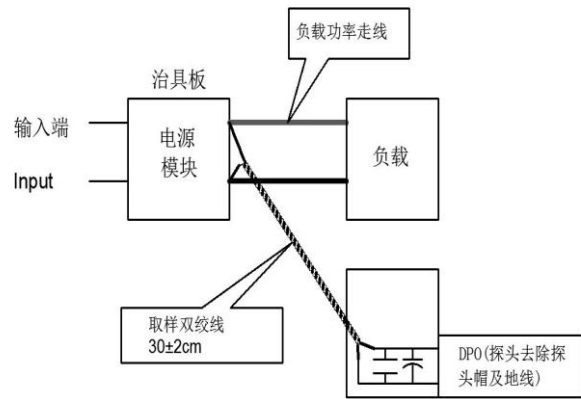 负载功率走线
治具板
输入端
Input
电源
模块
负载
取样双绞线
30±2cm
DPO(探头去除探
头帽及地线)